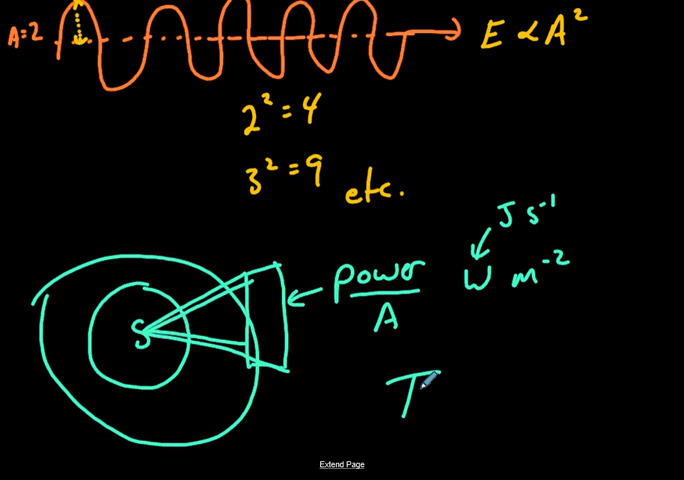 A=2 E ∝ A²
2² = 4
3² = 9 etc.
J s⁻¹
power / A W m⁻²
S
T
Extend Page